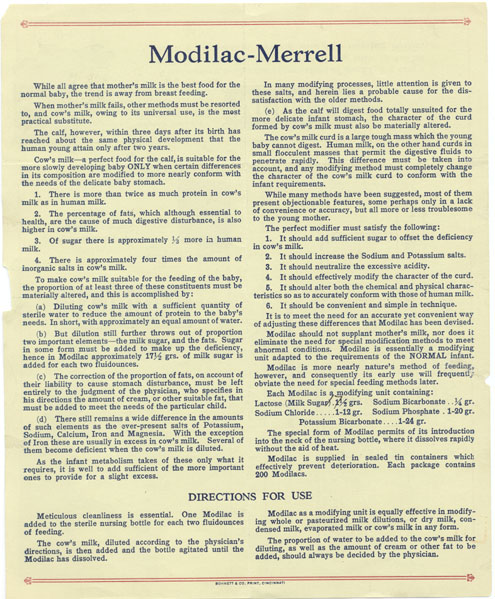 Modilac-Merrell
While all agree that mother's milk is the best food for the
normal baby, the trend is away from breast feeding.
When mother's milk fails, other methods must be resorted
to, and cow's milk, owing to its universal use, is the most
practical substitute.
The calf, however, within three days after its birth has
reached about the same physical development that the
human young attain only after two years.
Cow's milk—a perfect food for the calf, is suitable for the
more slowly developing baby ONLY when certain differences
in its composition are modified to more nearly conform with
the needs of the delicate baby stomach.
1. There is more than twice as much protein in cow's
milk as in human milk.
2. The percentage of fats, which although essential to
health, are the cause of much digestive disturbance, is also
higher in cow's milk.
3. Of sugar there is approximately ½ more in human
milk.
4. There is approximately four times the amount of
inorganic salts in cow's milk.
To make cow's milk suitable for the feeding of the baby,
the proportion of at least three of these constituents must be
materially altered, and this is accomplished by:
(a) Diluting cow's milk with a sufficient quantity of
sterile water to reduce the amount of protein to the baby's
needs. In short, with approximately an equal amount of water.
(b) But dilution still further throws out of proportion
two important elements—the milk sugar, and the fats. Sugar
in some form must be added to make up the deficiency,
hence in Modilac approximately 17½ grs. of milk sugar is
added for each two fluidounces.
(c) The correction of the proportion of fats, on account of
their liability to cause stomach disturbance, must be left
entirely to the judgment of the physician, who specifies in
his directions the amount of cream, or other suitable fat, that
must be added to meet the needs of the particular child.
(d) There still remains a wide difference in the amounts
of such elements as the over-present salts of Potassium,
Sodium, Calcium, Iron and Magnesia. With the exception
of Iron these are usually in excess in cow's milk. Several of
them become deficient when the cow's milk is diluted.
As the infant metabolism takes of these only what it
requires, it is well to add sufficient of the more important
ones to provide for a slight excess.
In many modifying processes, little attention is given to
these salts, and herein lies a probable cause for the dis-
satisfaction with the older methods.
(e) As the calf will digest food totally unsuited for the
more delicate infant stomach, the character of the curd
formed by cow's milk must also be materially altered.
The cow's milk curd is a large tough mass which the young
baby cannot digest. Human milk, on the other hand curds in
small flocculent masses that permit the digestive fluids to
penetrate rapidly. This difference must be taken into
account, and any modifying method must completely change
the character of the cow's milk curd to conform with the
infant requirements.
While many methods have been suggested, most of them
present objectionable features, some perhaps only in a lack
of convenience or accuracy, but all more or less troublesome
to the young mother.
The perfect modifier must satisfy the following:
1. It should add sufficient sugar to offset the deficiency
in cow's milk.
2. It should increase the Sodium and Potassium salts.
3. It should neutralize the excessive acidity.
4. It should effectively modify the character of the curd.
5. It should alter both the chemical and physical charac-
teristics so as to accurately conform with those of human milk.
6. It should be convenient and simple in technique.
It is to meet the need for an accurate yet convenient way
of adjusting these differences that Modilac has been devised.
Modilac should not supplant mother's milk, nor does it
eliminate the need for special modification methods to meet
abnormal conditions. Modilac is essentially a modifying
unit adapted to the requirements of the NORMAL infant.
Modilac is more nearly nature's method of feeding,
however, and consequently its early use will frequently
obviate the need for special feeding methods later.
Each Modilac is a modifying unit containing:
Lactose (Milk Sugar) 17½ grs. Sodium Bicarbonate . ¼ gr.
Sodium Chloride ..... 1-12 gr. Sodium Phosphate . 1-20 gr.
Potassium Bicarbonate ..... 1-24 gr.
The special form of Modilac permits of its introduction
into the neck of the nursing bottle, where it dissolves rapidly
without the aid of heat.
Modilac is supplied in sealed tin containers which
effectively prevent deterioration. Each package contains
200 Modilacs.
DIRECTIONS FOR USE
Meticulous cleanliness is essential. One Modilac is
added to the sterile nursing bottle for each two fluidounces
of feeding.
The cow's milk, diluted according to the physician's
directions, is then added and the bottle agitated until the
Modilac has dissolved.
Modilac as a modifying unit is equally effective in modify-
ing whole or pasteurized milk dilutions, or dry milk, con-
densed milk, evaporated milk or cow's milk in any form.
The proportion of water to be added to the cow's milk for
diluting, as well as the amount of cream or other fat to be
added, should always be decided by the physician.